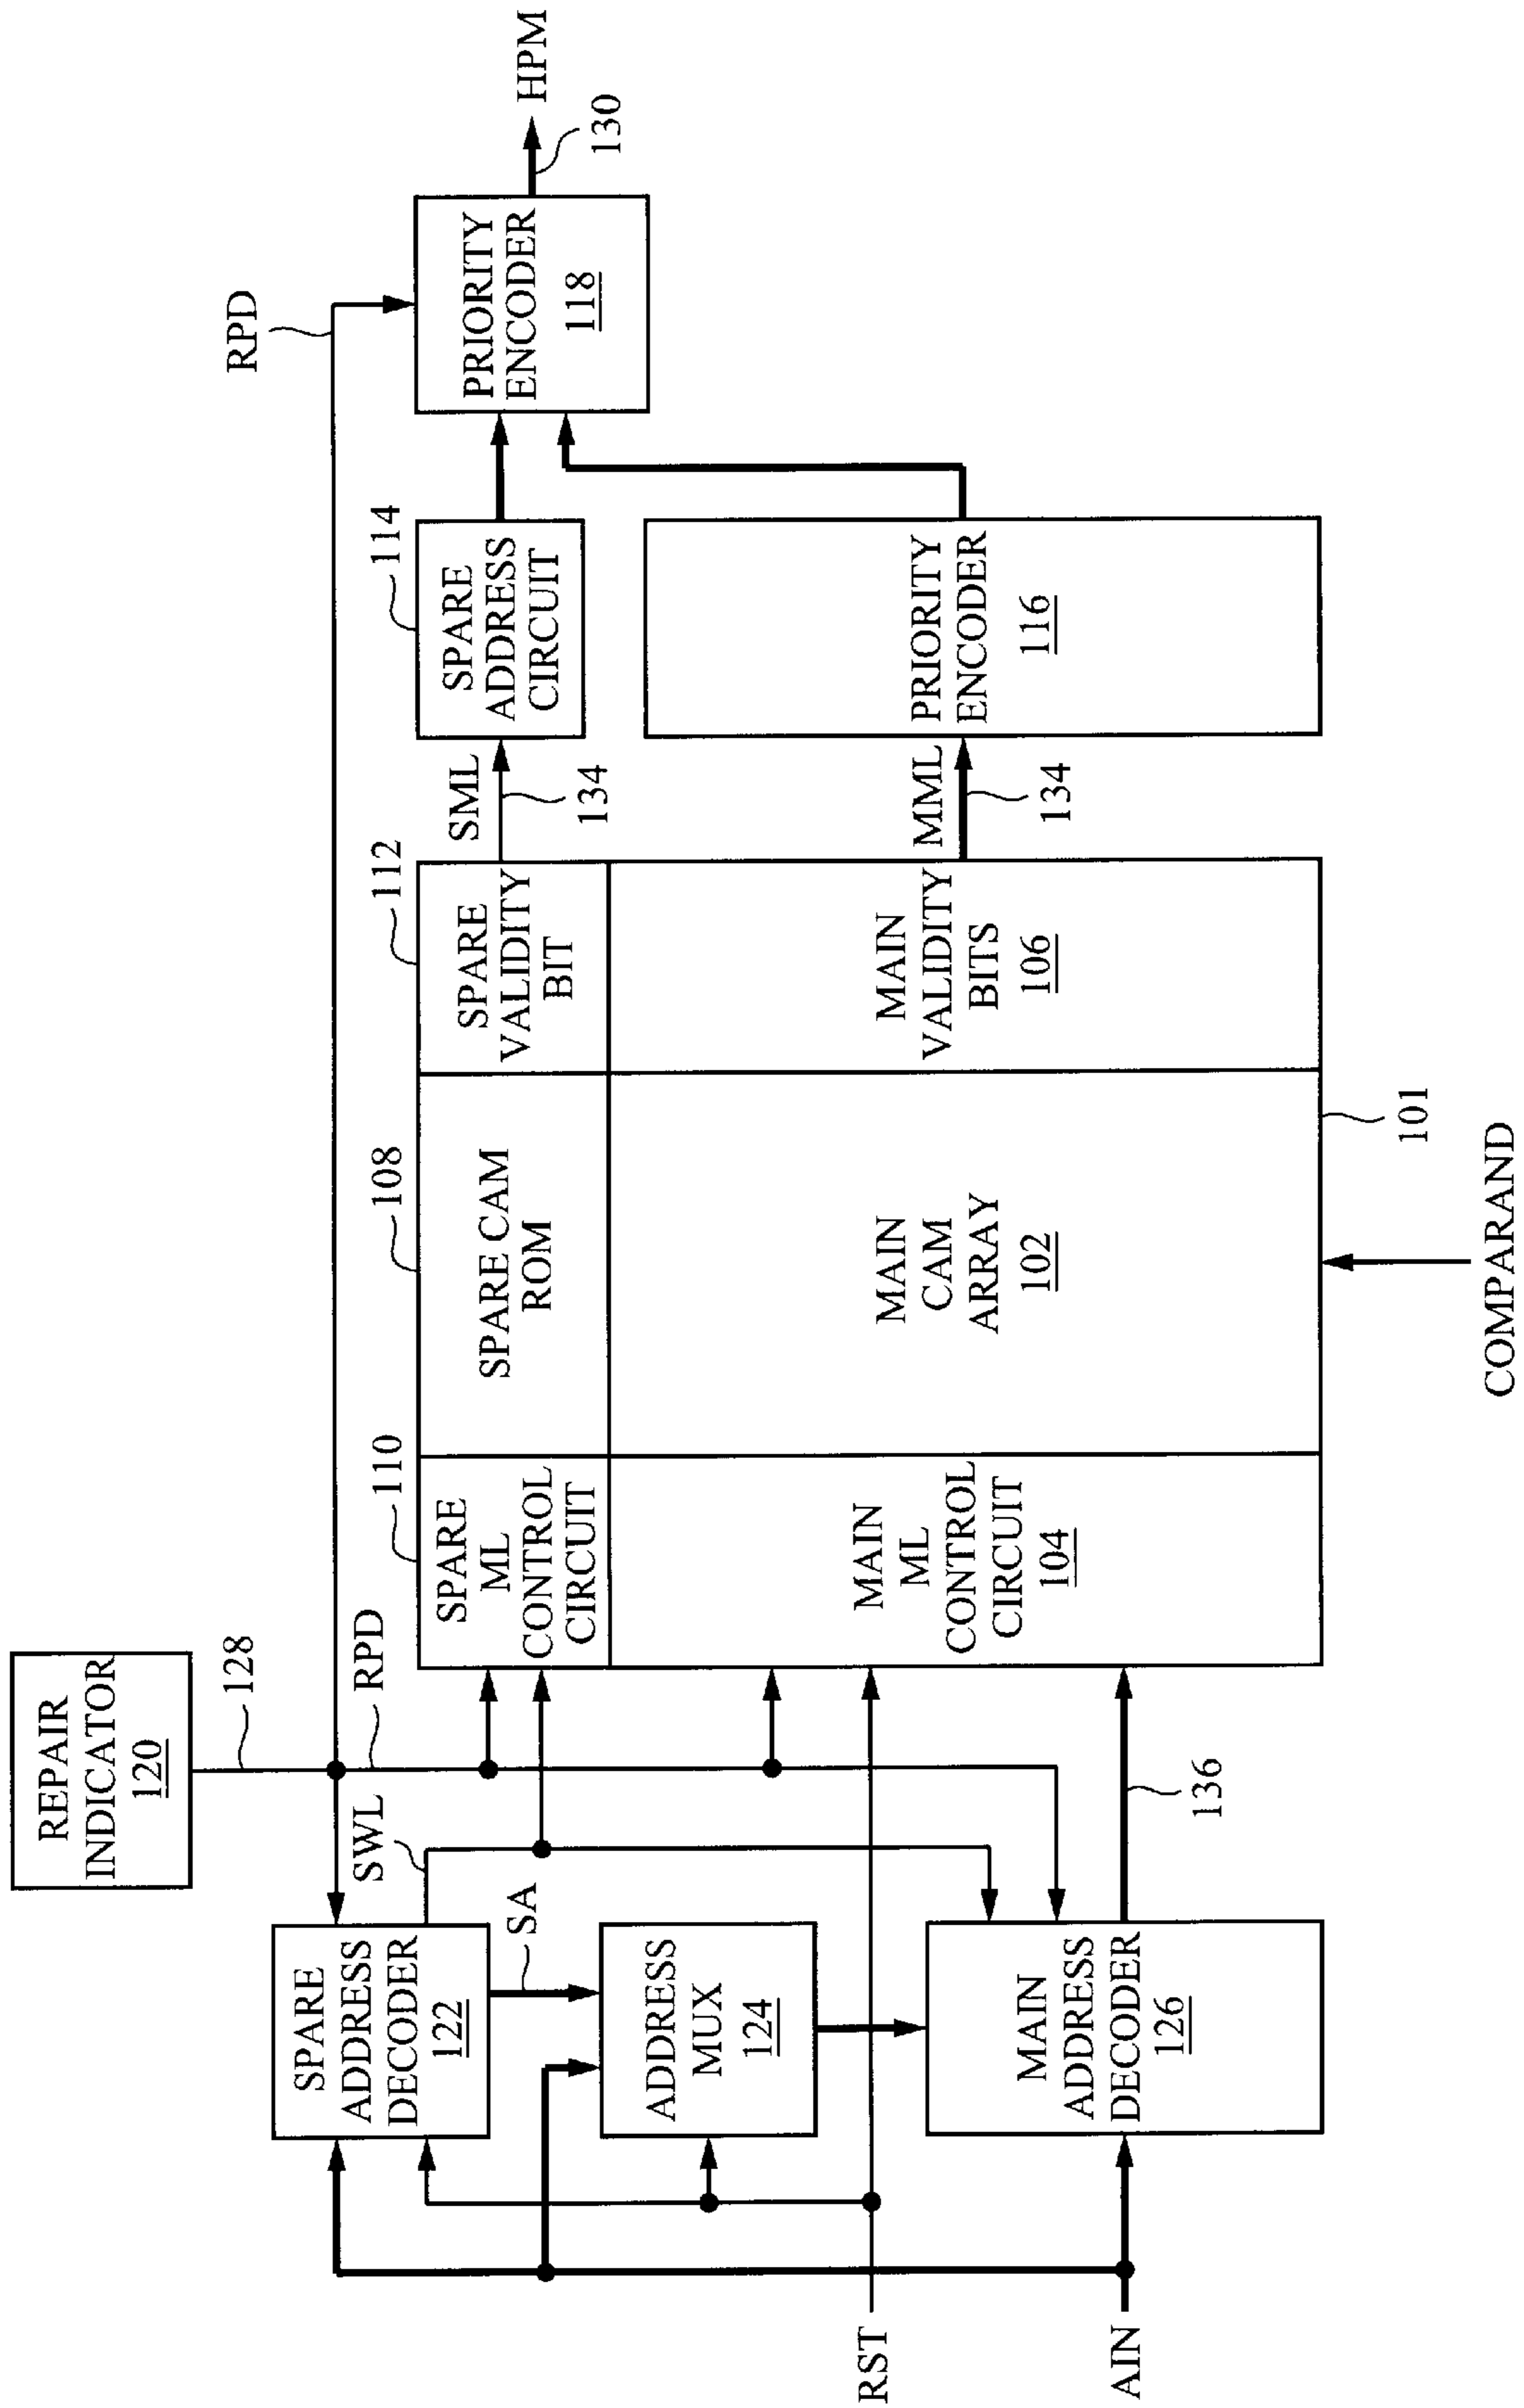 REPAIR
INDICATOR
120
128
RPD
RPD
SWL
SA
SPARE
ADDRESS
DECODER
122
ADDRESS
MUX
124
MAIN
ADDRESS
DECODER
126
RST
AIN
136
110
SPARE
ML
CONTROL
CIRCUIT
MAIN
ML
CONTROL
CIRCUIT
104
108
SPARE CAM
ROM
MAIN
CAM
ARRAY
102
112
SPARE
VALIDITY
BIT
MAIN
VALIDITY
BITS
106
101
COMPARAND
SML
134
MML
134
114
SPARE
ADDRESS
CIRCUIT
PRIORITY
ENCODER
116
PRIORITY
ENCODER
118
HPM
130